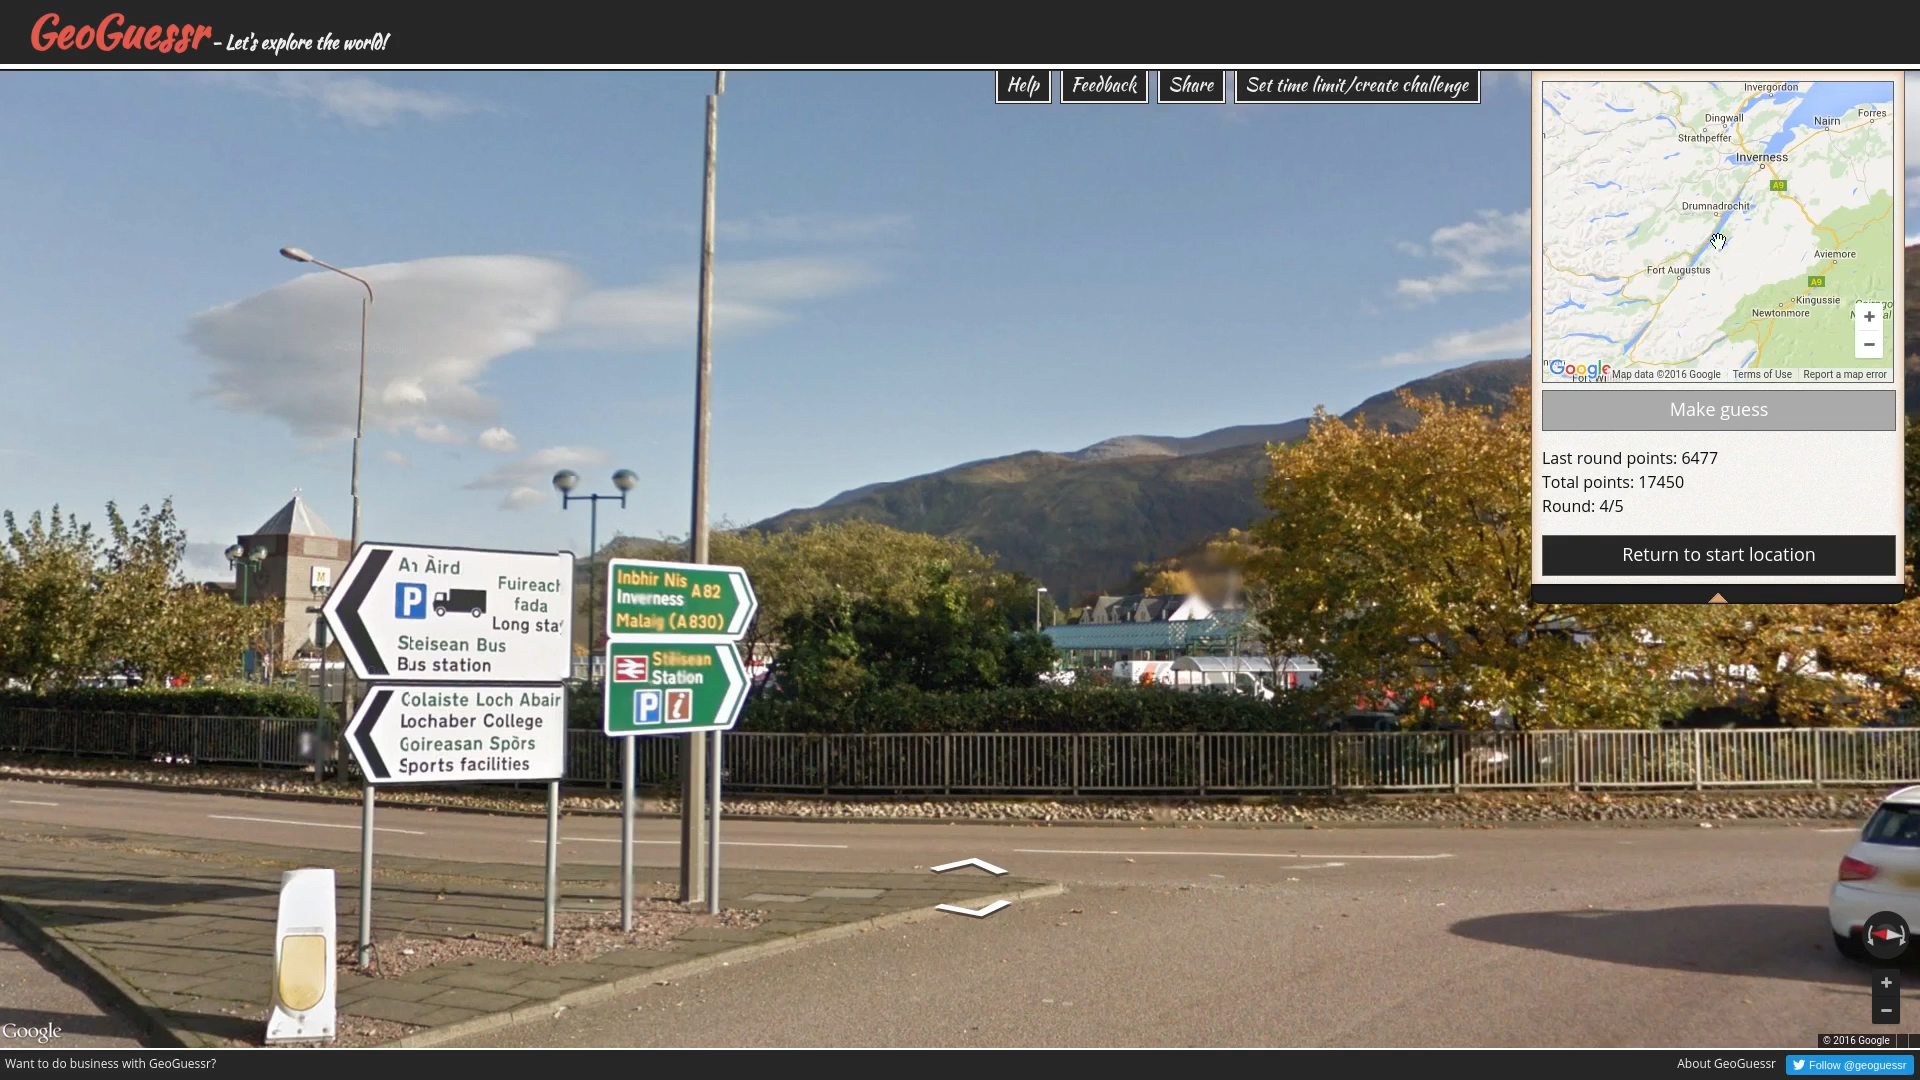 GeoGuessr - Let's explore the world!
Help
Feedback
Share
Set time limit/create challenge
Invergordon
Dingwall
Strathpeffer
Nairn
Forres
Inverness
A9
Drumnadrochit
Aviemore
Fort Augustus
A9
Kingussie
Newtonmore
+
−
Google
Map data ©2016 Google
Terms of Use
Report a map error
Make guess
Last round points: 6477
Total points: 17450
Round: 4/5
Return to start location
An Àird
P
Fuireach
fada
Long stay
Steisean Bus
Bus station
Colaiste Loch Abair
Lochaber College
Goireasan Spòrs
Sports facilities
Inbhir Nis
Inverness
A82
Malaig (A830)
Stèisean
Station
P
i
M
+
−
Google
© 2016 Google
Want to do business with GeoGuessr?
About GeoGuessr
Follow @geoguessr